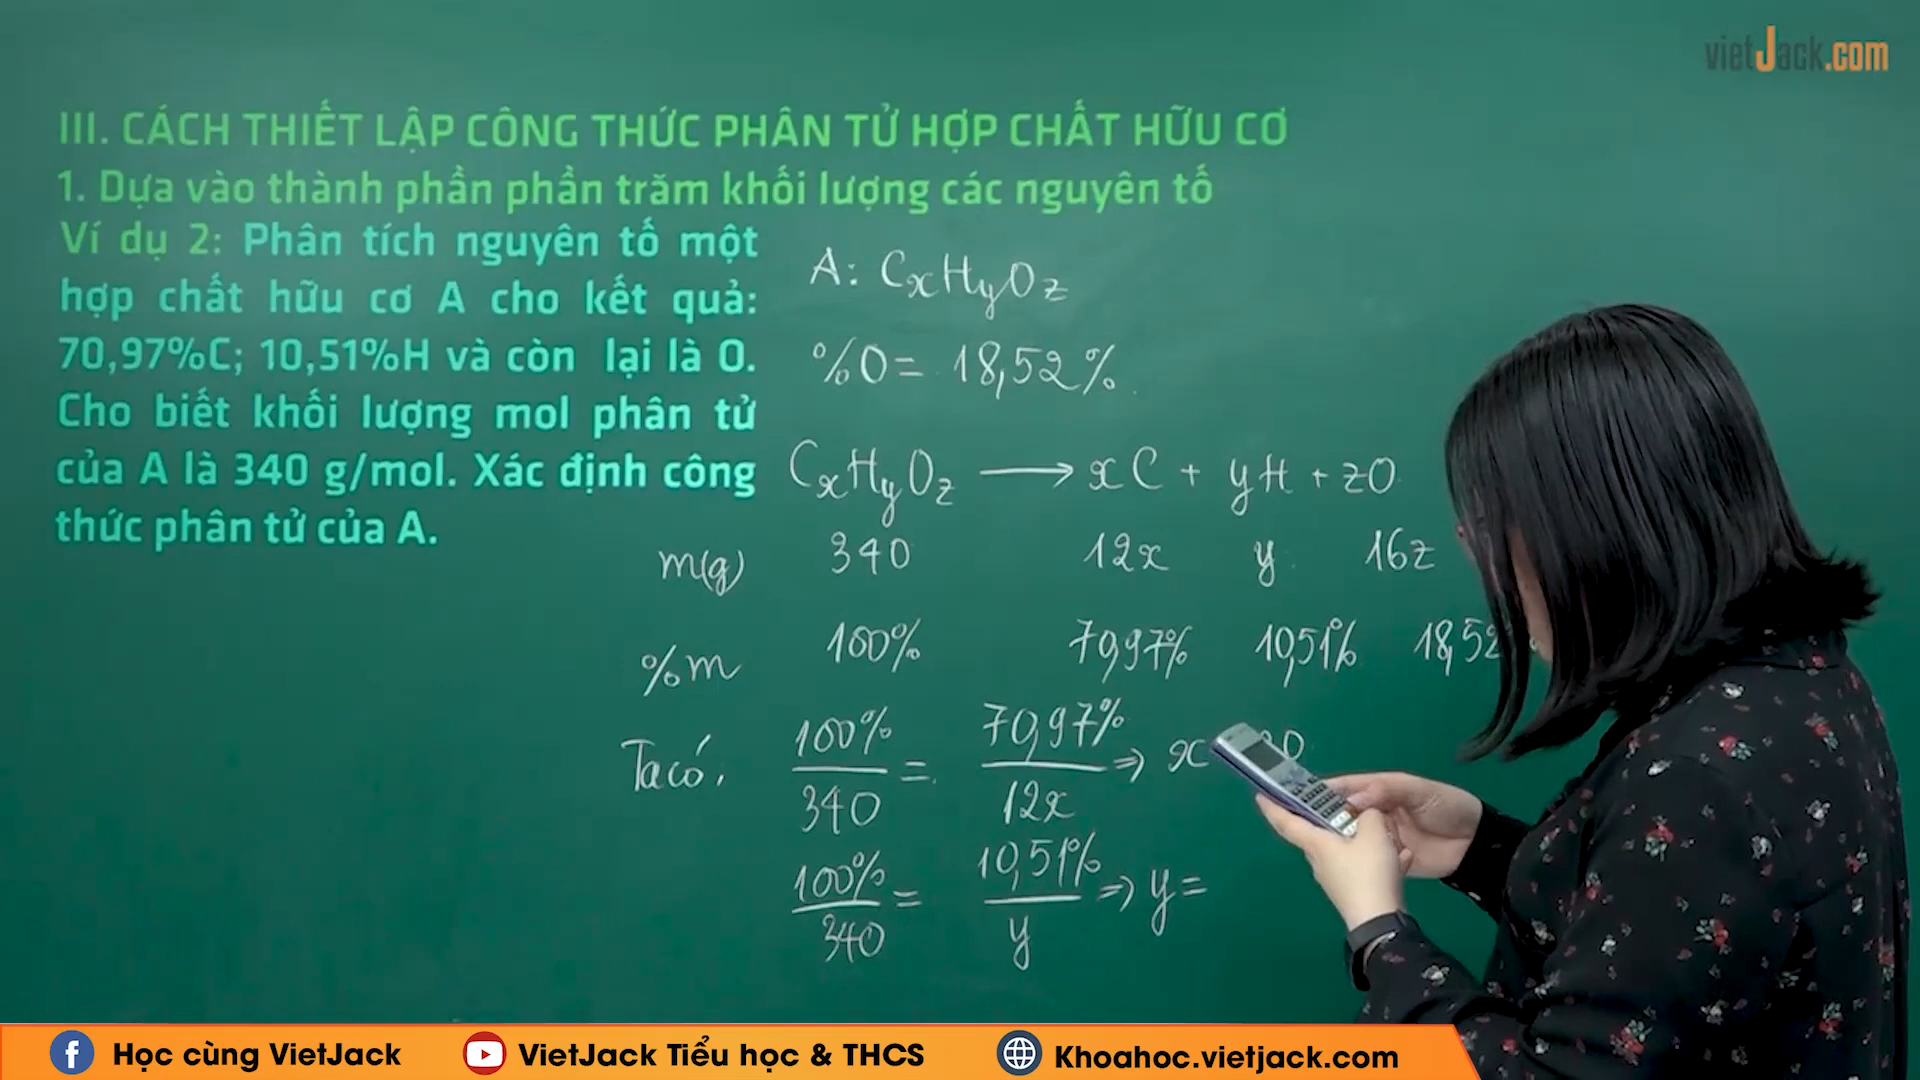 vietJack.com
III. CÁCH THIẾT LẬP CÔNG THỨC PHÂN TỬ HỢP CHẤT HỮU CƠ
1. Dựa vào thành phần phần trăm khối lượng các nguyên tố
Ví dụ 2: Phân tích nguyên tố một
hợp chất hữu cơ A cho kết quả:
70,97%C; 10,51%H và còn lại là O.
Cho biết khối lượng mol phân tử
của A là 340 g/mol. Xác định công
thức phân tử của A.
A: CxHyOz
%O = 18,52%
CxHyOz ⟶ xC + yH + zO
m(g) 340 12x y 16z
%m 100% 70,97% 10,51% 18,52
Ta có: 100%/340 = 70,97%/12x ⇒ x
100%/340 = 10,51%/y ⇒ y =
Học cùng VietJack
VietJack Tiểu học & THCS
Khoahoc.vietjack.com